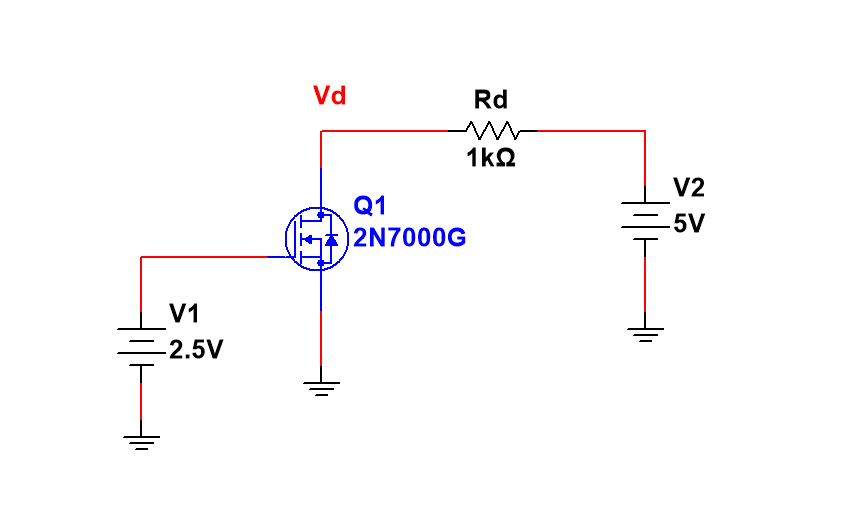 Vd
Rd
1kΩ
V2
5V
Q1
2N7000G
V1
2.5V